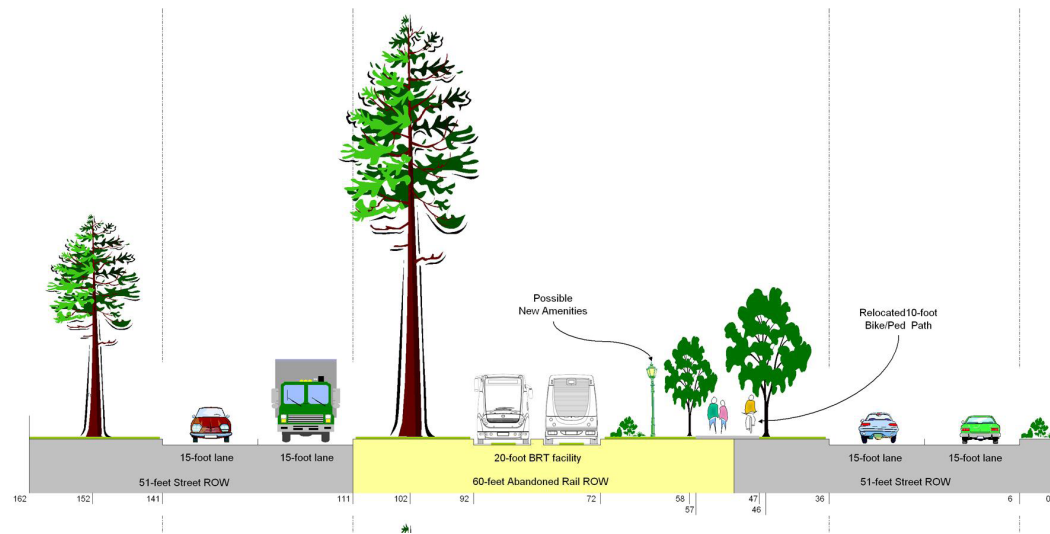 Possible
New Amenities
Relocated10-foot
Bike/Ped Path
15-foot lane
15-foot lane
20-foot BRT facility
15-foot lane
15-foot lane
51-feet Street ROW
60-feet Abandoned Rail ROW
51-feet Street ROW
162 152 141 111 102 92 72 58 47 36 6 0
57 46